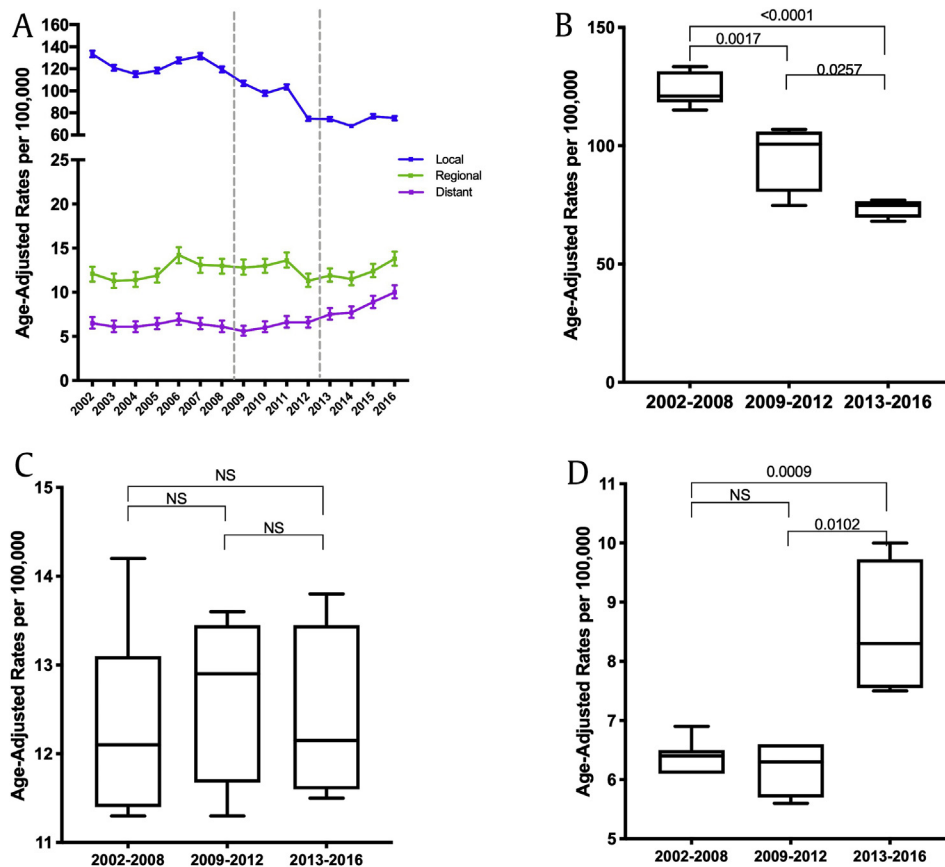 A
Age-Adjusted Rates per 100,000
160
140
120
100
80
60
25
20
15
10
5
0
Local
Regional
Distant
2002 2003 2004 2005 2006 2007 2008 2009 2010 2011 2012 2013 2014 2015 2016
B
Age-Adjusted Rates per 100,000
150
100
50
0
<0.0001
0.0017
0.0257
2002-2008 2009-2012 2013-2016
C
Age-Adjusted Rates per 100,000
15
14
13
12
11
NS
NS
NS
2002-2008 2009-2012 2013-2016
D
Age-Adjusted Rates per 100,000
11
10
9
8
7
6
5
0.0009
NS
0.0102
2002-2008 2009-2012 2013-2016